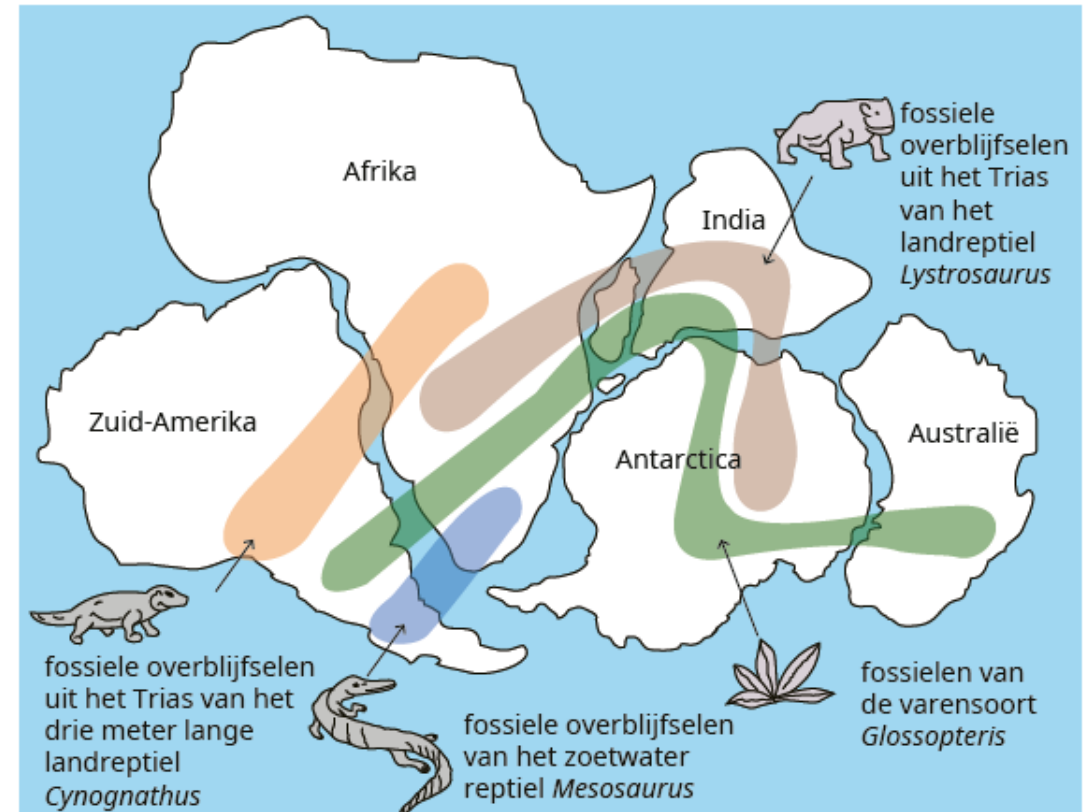 Afrika
India
fossiele
overblijfselen
uit het Trias
van het
landreptiel
Lystrosaurus
Zuid-Amerika
Antarctica
Australië
fossiele overblijfselen
uit het Trias van het
drie meter lange
landreptiel
Cynognathus
fossiele overblijfselen
van het zoetwater
reptiel Mesosaurus
fossielen van
de varensoort
Glossopteris